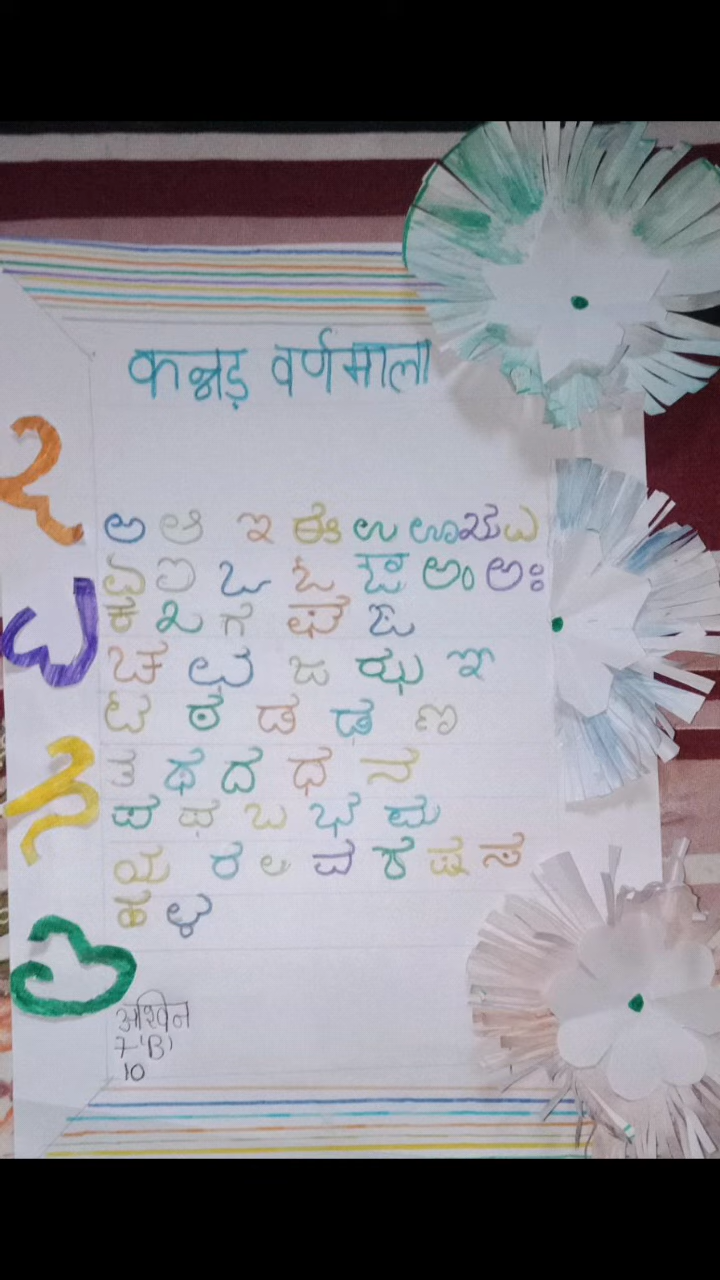 कन्नड़ वर्णमाला
ಅ ಆ ಇ ಈ ಉ ಊ ಋ ಎ
ಏ ಐ ಒ ಓ ಔ ಅಂ ಅಃ
ಕ ಖ ಗ ಘ ಙ
ಚ ಛ ಜ ಝ ಞ
ಟ ಠ ಡ ಢ ಣ
ತ ಥ ದ ಧ ನ
ಪ ಫ ಬ ಭ ಮ
ಯ ರ ಲ ವ ಶ ಷ ಸ
ಹ ಳ
अश्विन
7 'B'
10